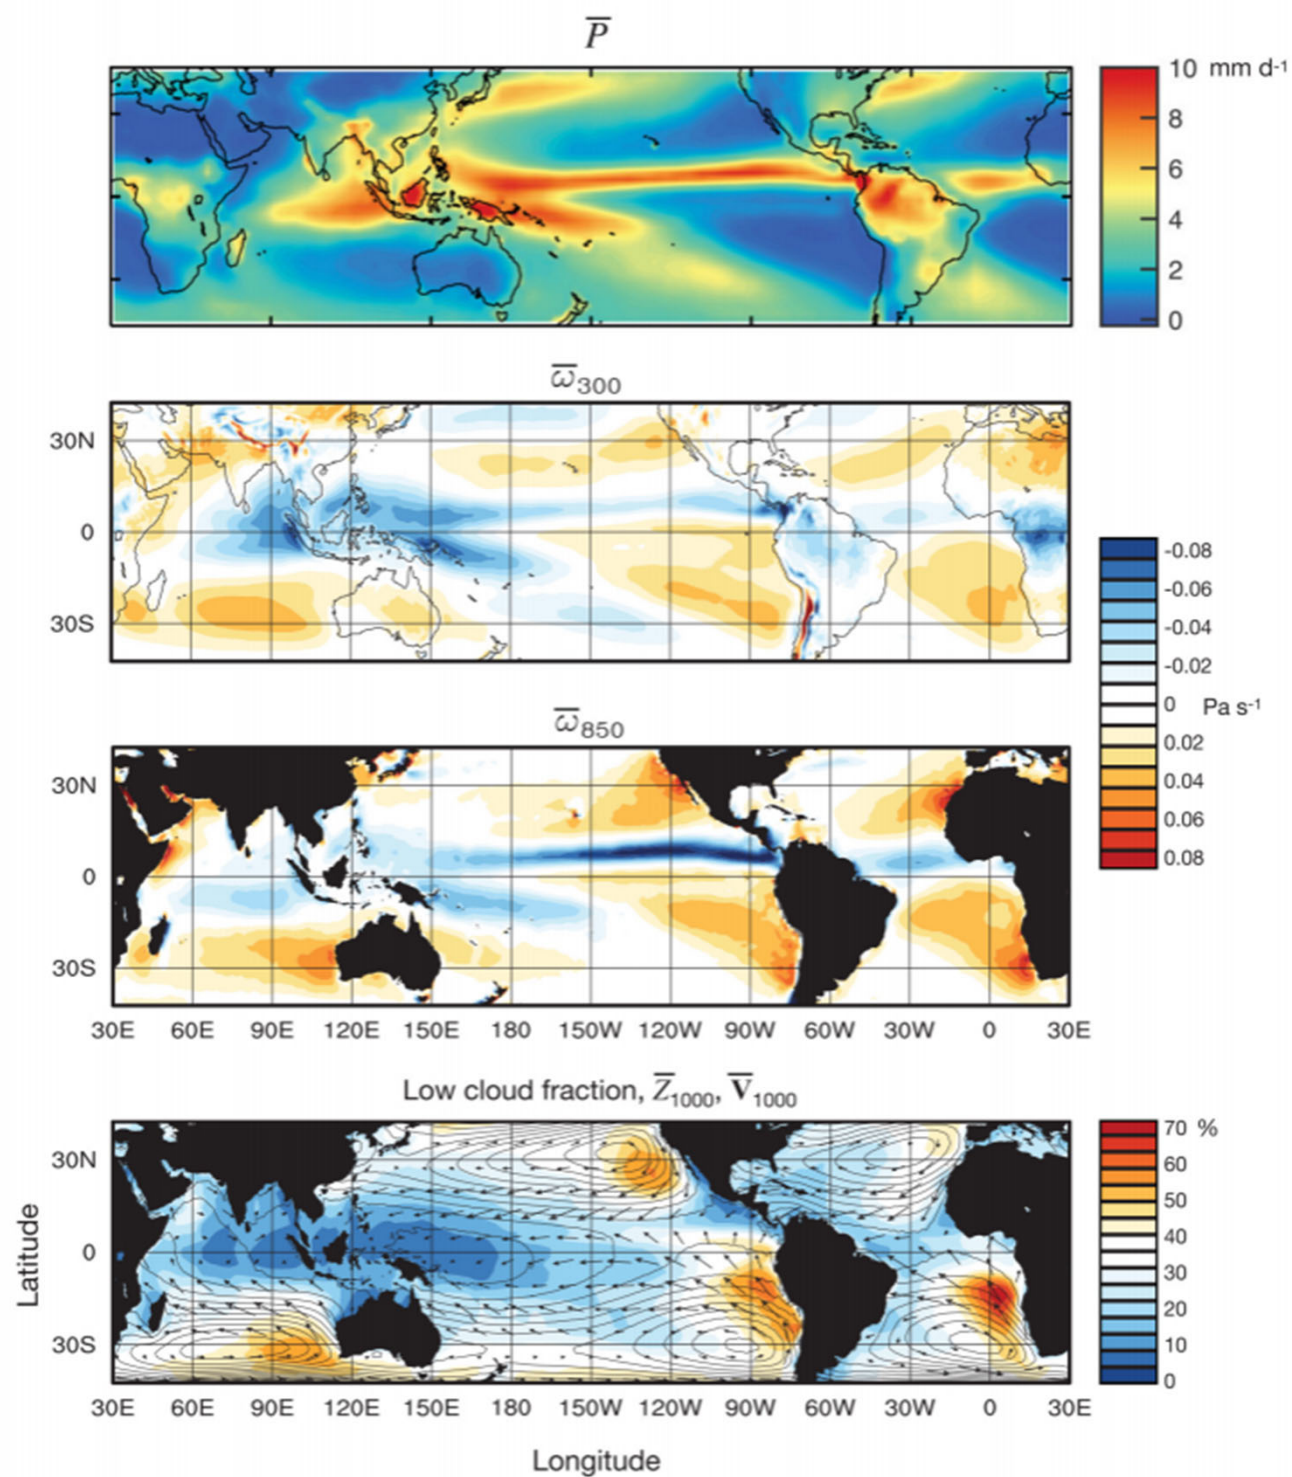 P̅
10 mm d-1
8
6
4
2
0
ω̅300
30N
0
30S
-0.08
-0.06
-0.04
-0.02
0 Pa s-1
0.02
0.04
0.06
0.08
ω̅850
30N
0
30S
30E 60E 90E 120E 150E 180 150W 120W 90W 60W 30W 0 30E
Low cloud fraction, Z̅1000, V̅1000
70 %
60
50
40
30
20
10
0
30N
0
30S
Latitude
30E 60E 90E 120E 150E 180 150W 120W 90W 60W 30W 0 30E
Longitude